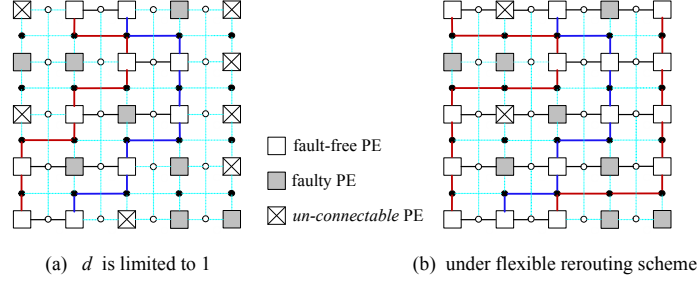 fault-free PE
faulty PE
un-connectable PE
(a) d is limited to 1
(b) under flexible rerouting scheme